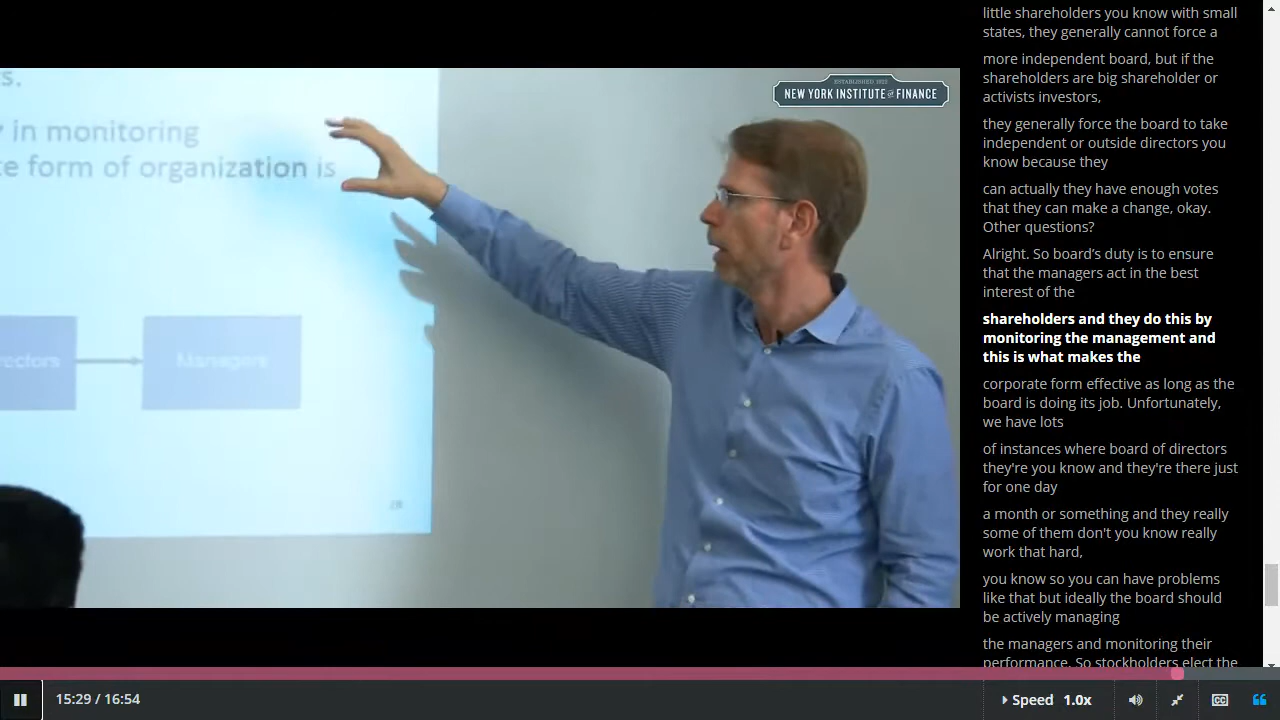 s.
y in monitoring
te form of organization is
rectors
Managers
28
ESTABLISHED 1922
NEW YORK INSTITUTE OF FINANCE
little shareholders you know with small
states, they generally cannot force a
more independent board, but if the
shareholders are big shareholder or
activists investors,
they generally force the board to take
independent or outside directors you
know because they
can actually they have enough votes
that they can make a change, okay.
Other questions?
Alright. So board’s duty is to ensure
that the managers act in the best
interest of the
shareholders and they do this by
monitoring the management and
this is what makes the
corporate form effective as long as the
board is doing its job. Unfortunately,
we have lots
of instances where board of directors
they're you know and they're there just
for one day
a month or something and they really
some of them don't you know really
work that hard,
you know so you can have problems
like that but ideally the board should
be actively managing
the managers and monitoring their
performance. So stockholders elect the
15:29 / 16:54
Speed 1.0x
CC